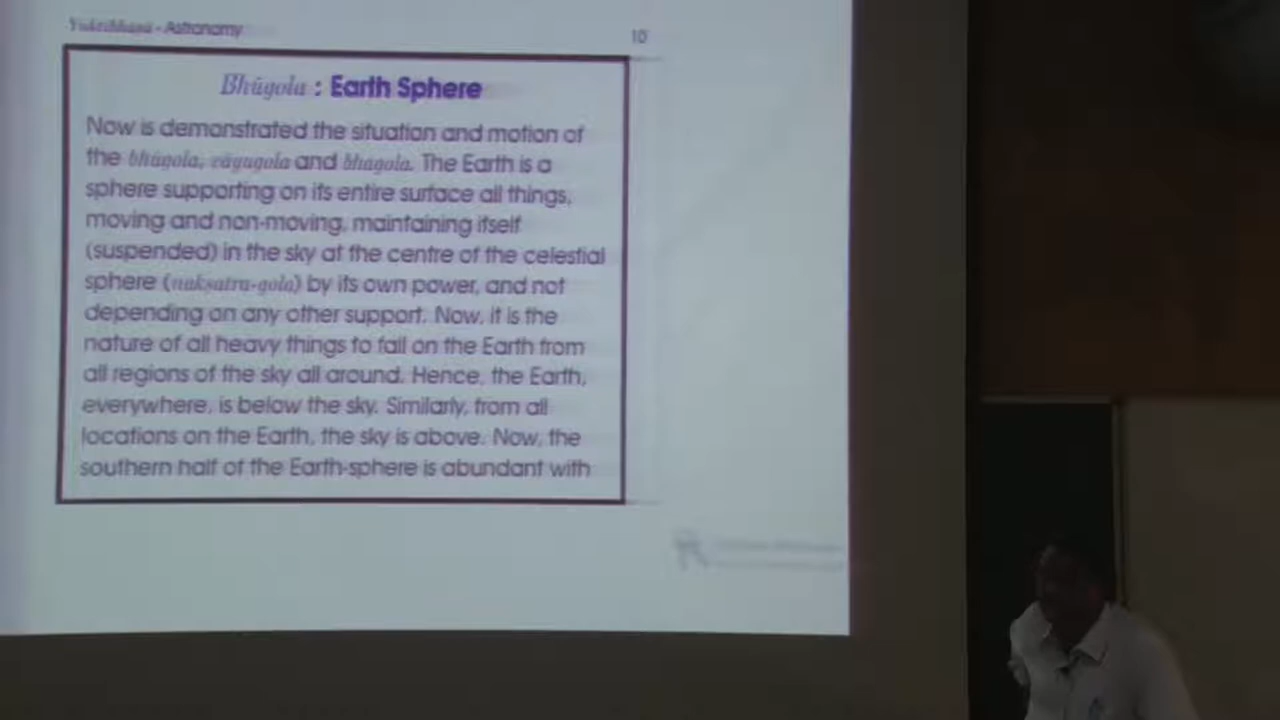 Yuktibhāṣā - Astronomy
10
Bhūgola : Earth Sphere
Now is demonstrated the situation and motion of
the bhūgola, vāyugola and bhagola. The Earth is a
sphere supporting on its entire surface all things,
moving and non-moving, maintaining itself
(suspended) in the sky at the centre of the celestial
sphere (nakṣatra-gola) by its own power, and not
depending on any other support. Now, it is the
nature of all heavy things to fall on the Earth from
all regions of the sky all around. Hence, the Earth,
everywhere, is below the sky. Similarly, from all
locations on the Earth, the sky is above. Now, the
southern half of the Earth-sphere is abundant with